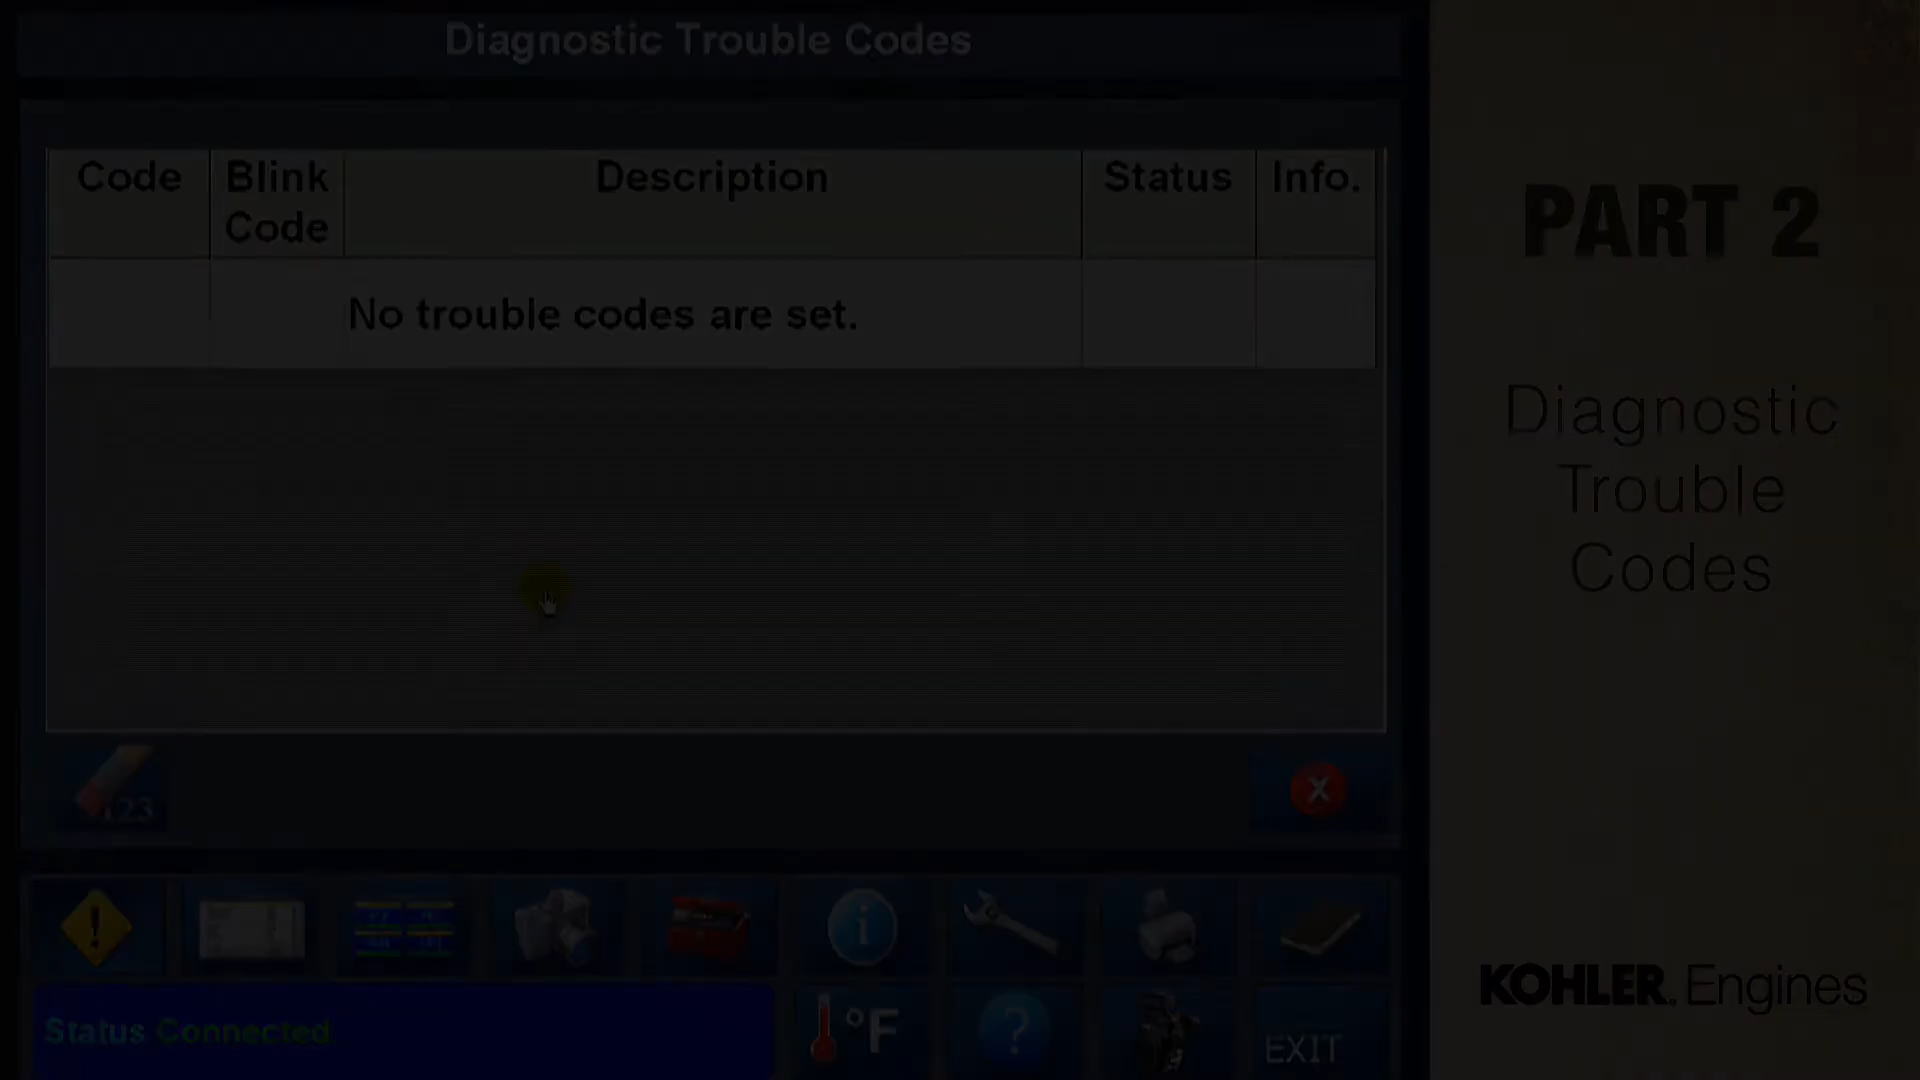 Diagnostic Trouble Codes
Code
Blink
Code
Description
Status
Info.
No trouble codes are set.
123
Status Connected
°F
?
EXIT
PART 2
Diagnostic
Trouble
Codes
KOHLER. Engines